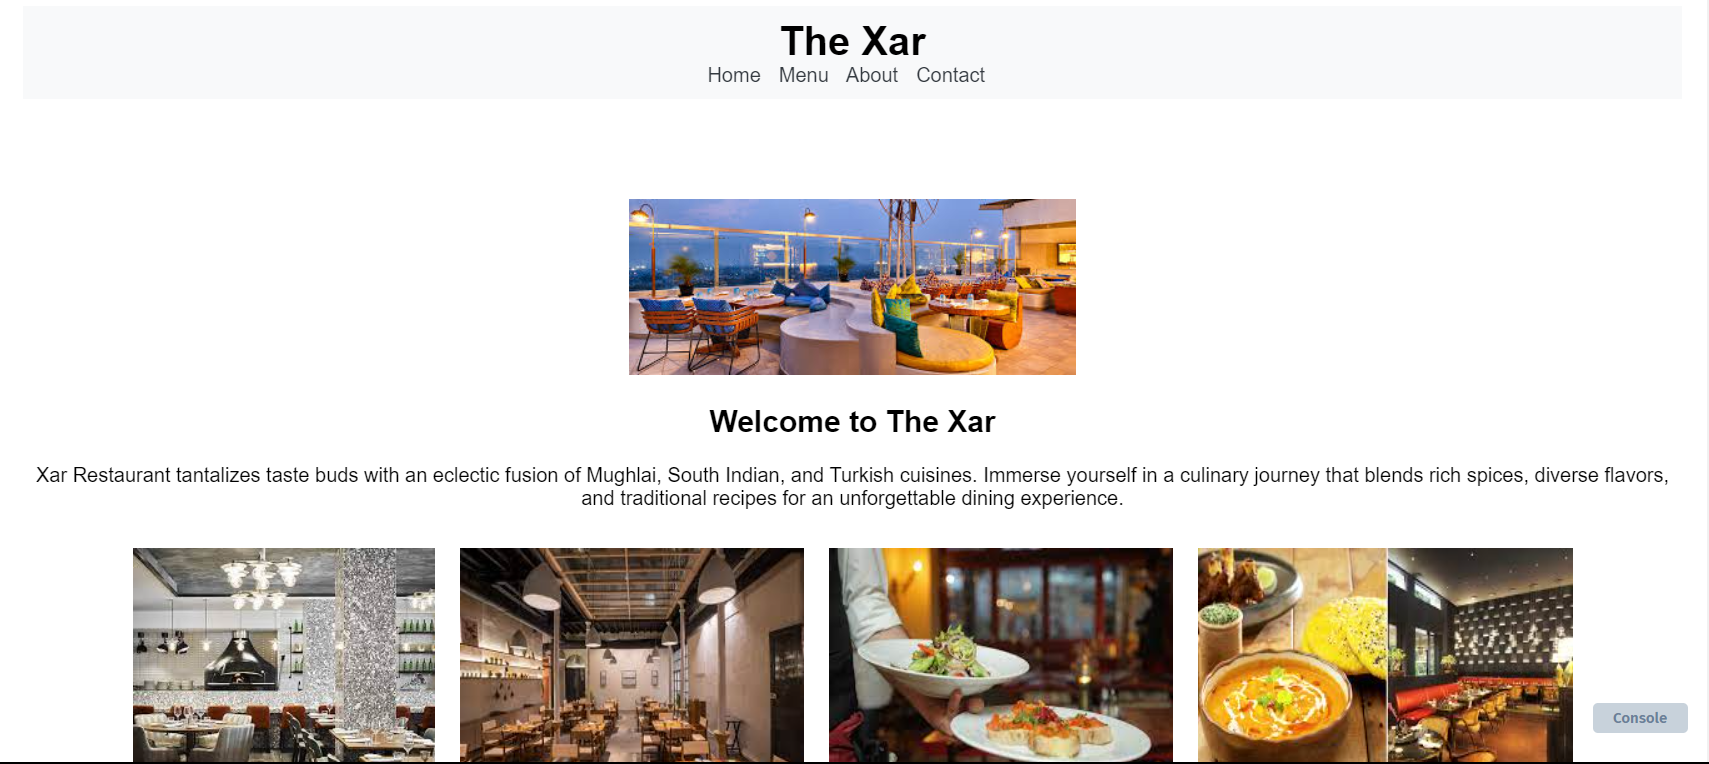 The Xar
Home Menu About Contact
Welcome to The Xar
Xar Restaurant tantalizes taste buds with an eclectic fusion of Mughlai, South Indian, and Turkish cuisines. Immerse yourself in a culinary journey that blends rich spices, diverse flavors,
and traditional recipes for an unforgettable dining experience.
Console